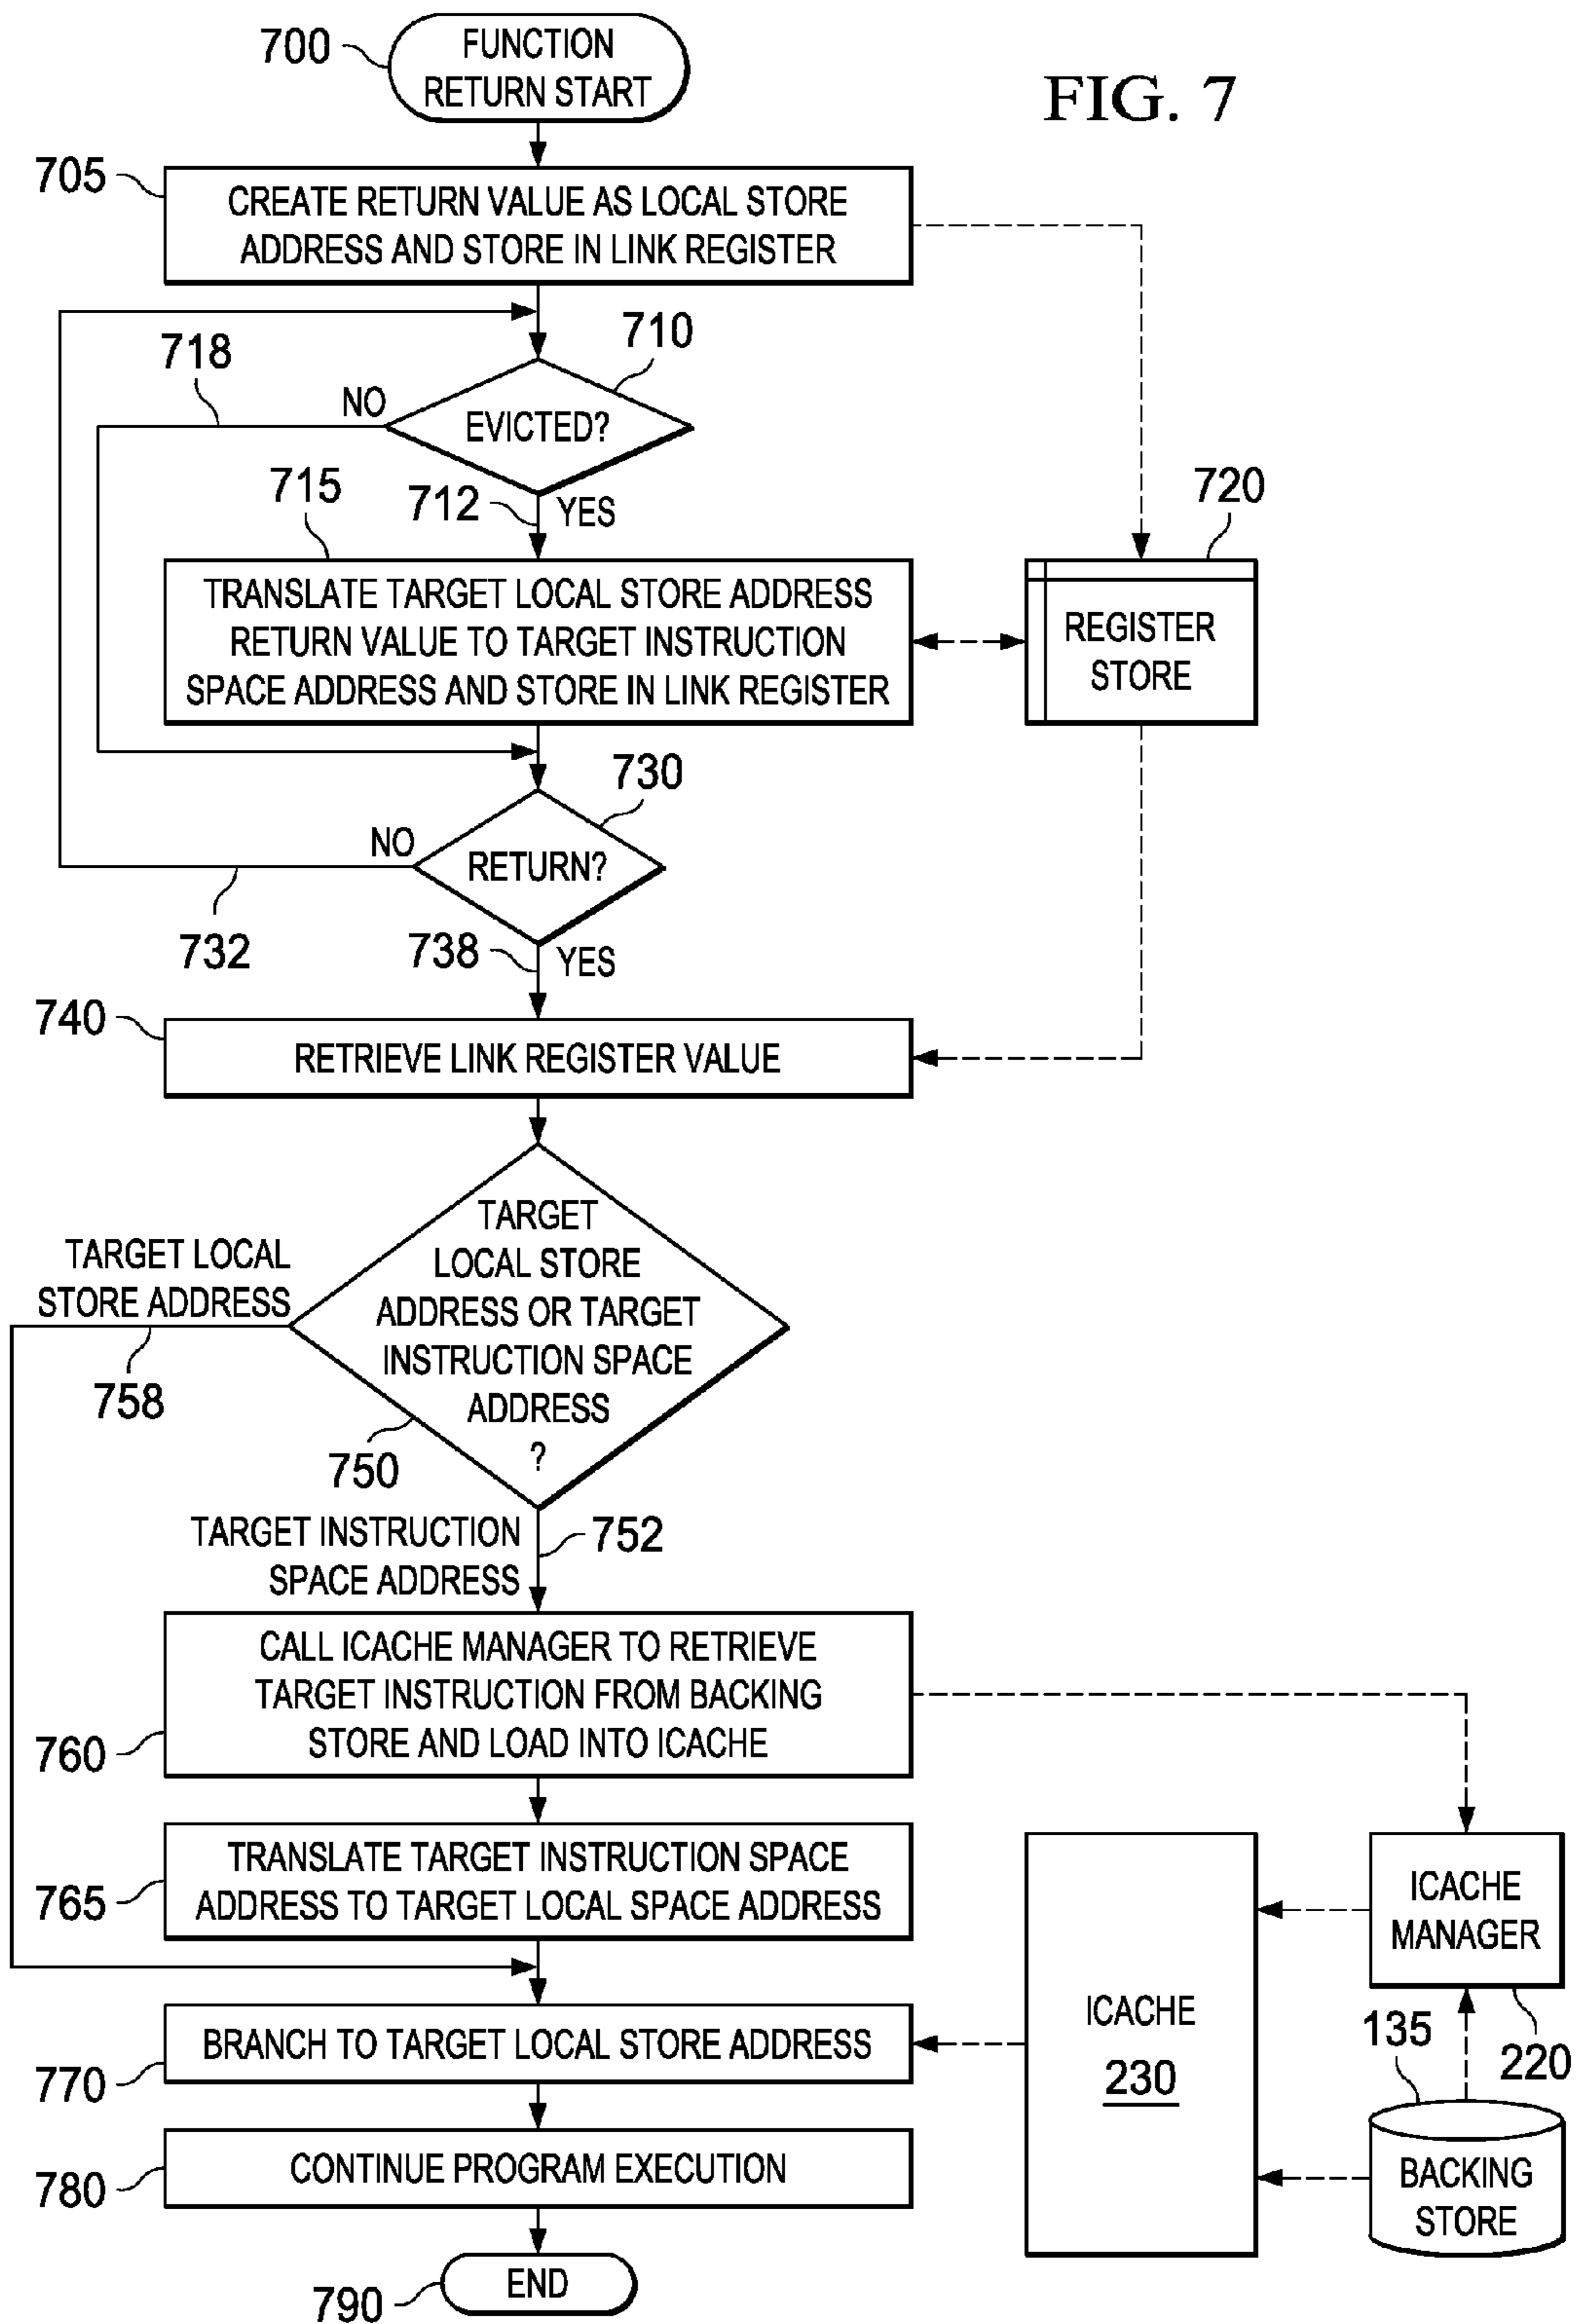 FIG. 7
700
FUNCTION
RETURN START
705
CREATE RETURN VALUE AS LOCAL STORE
ADDRESS AND STORE IN LINK REGISTER
710
718
NO
EVICTED?
715
712
YES
720
TRANSLATE TARGET LOCAL STORE ADDRESS
RETURN VALUE TO TARGET INSTRUCTION
SPACE ADDRESS AND STORE IN LINK REGISTER
REGISTER
STORE
730
NO
RETURN?
732
738
YES
740
RETRIEVE LINK REGISTER VALUE
TARGET
LOCAL STORE
ADDRESS OR TARGET
INSTRUCTION SPACE
ADDRESS
?
TARGET LOCAL
STORE ADDRESS
758
750
TARGET INSTRUCTION
SPACE ADDRESS
752
CALL ICACHE MANAGER TO RETRIEVE
TARGET INSTRUCTION FROM BACKING
STORE AND LOAD INTO ICACHE
760
TRANSLATE TARGET INSTRUCTION SPACE
ADDRESS TO TARGET LOCAL SPACE ADDRESS
765
ICACHE
MANAGER
220
BRANCH TO TARGET LOCAL STORE ADDRESS
770
ICACHE
230
135
BACKING
STORE
CONTINUE PROGRAM EXECUTION
780
END
790